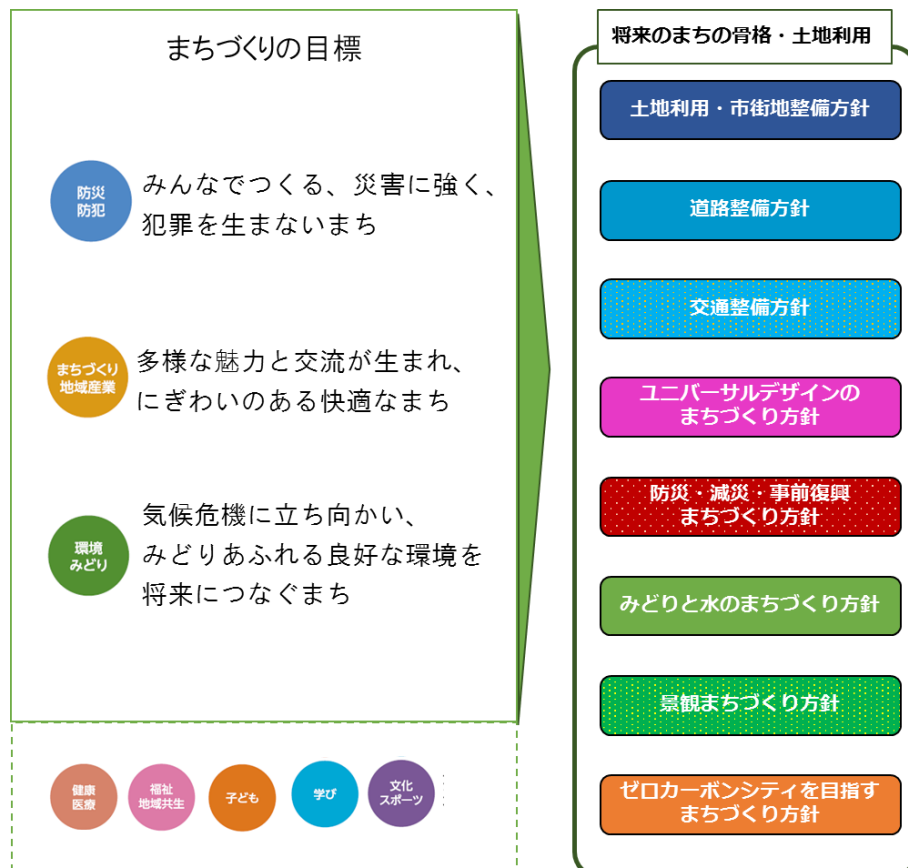 まちづくりの目標
防災
防犯
みんなでつくる、災害に強く、
犯罪を生まないまち
まちづくり
地域産業
多様な魅力と交流が生まれ、
にぎわいのある快適なまち
環境
みどり
気候危機に立ち向かい、
みどりあふれる良好な環境を
将来につなぐまち
健康
医療
福祉
地域共生
子ども
学び
文化
スポーツ
将来のまちの骨格・土地利用
土地利用・市街地整備方針
道路整備方針
交通整備方針
ユニバーサルデザインの
まちづくり方針
防災・減災・事前復興
まちづくり方針
みどりと水のまちづくり方針
景観まちづくり方針
ゼロカーボンシティを目指す
まちづくり方針